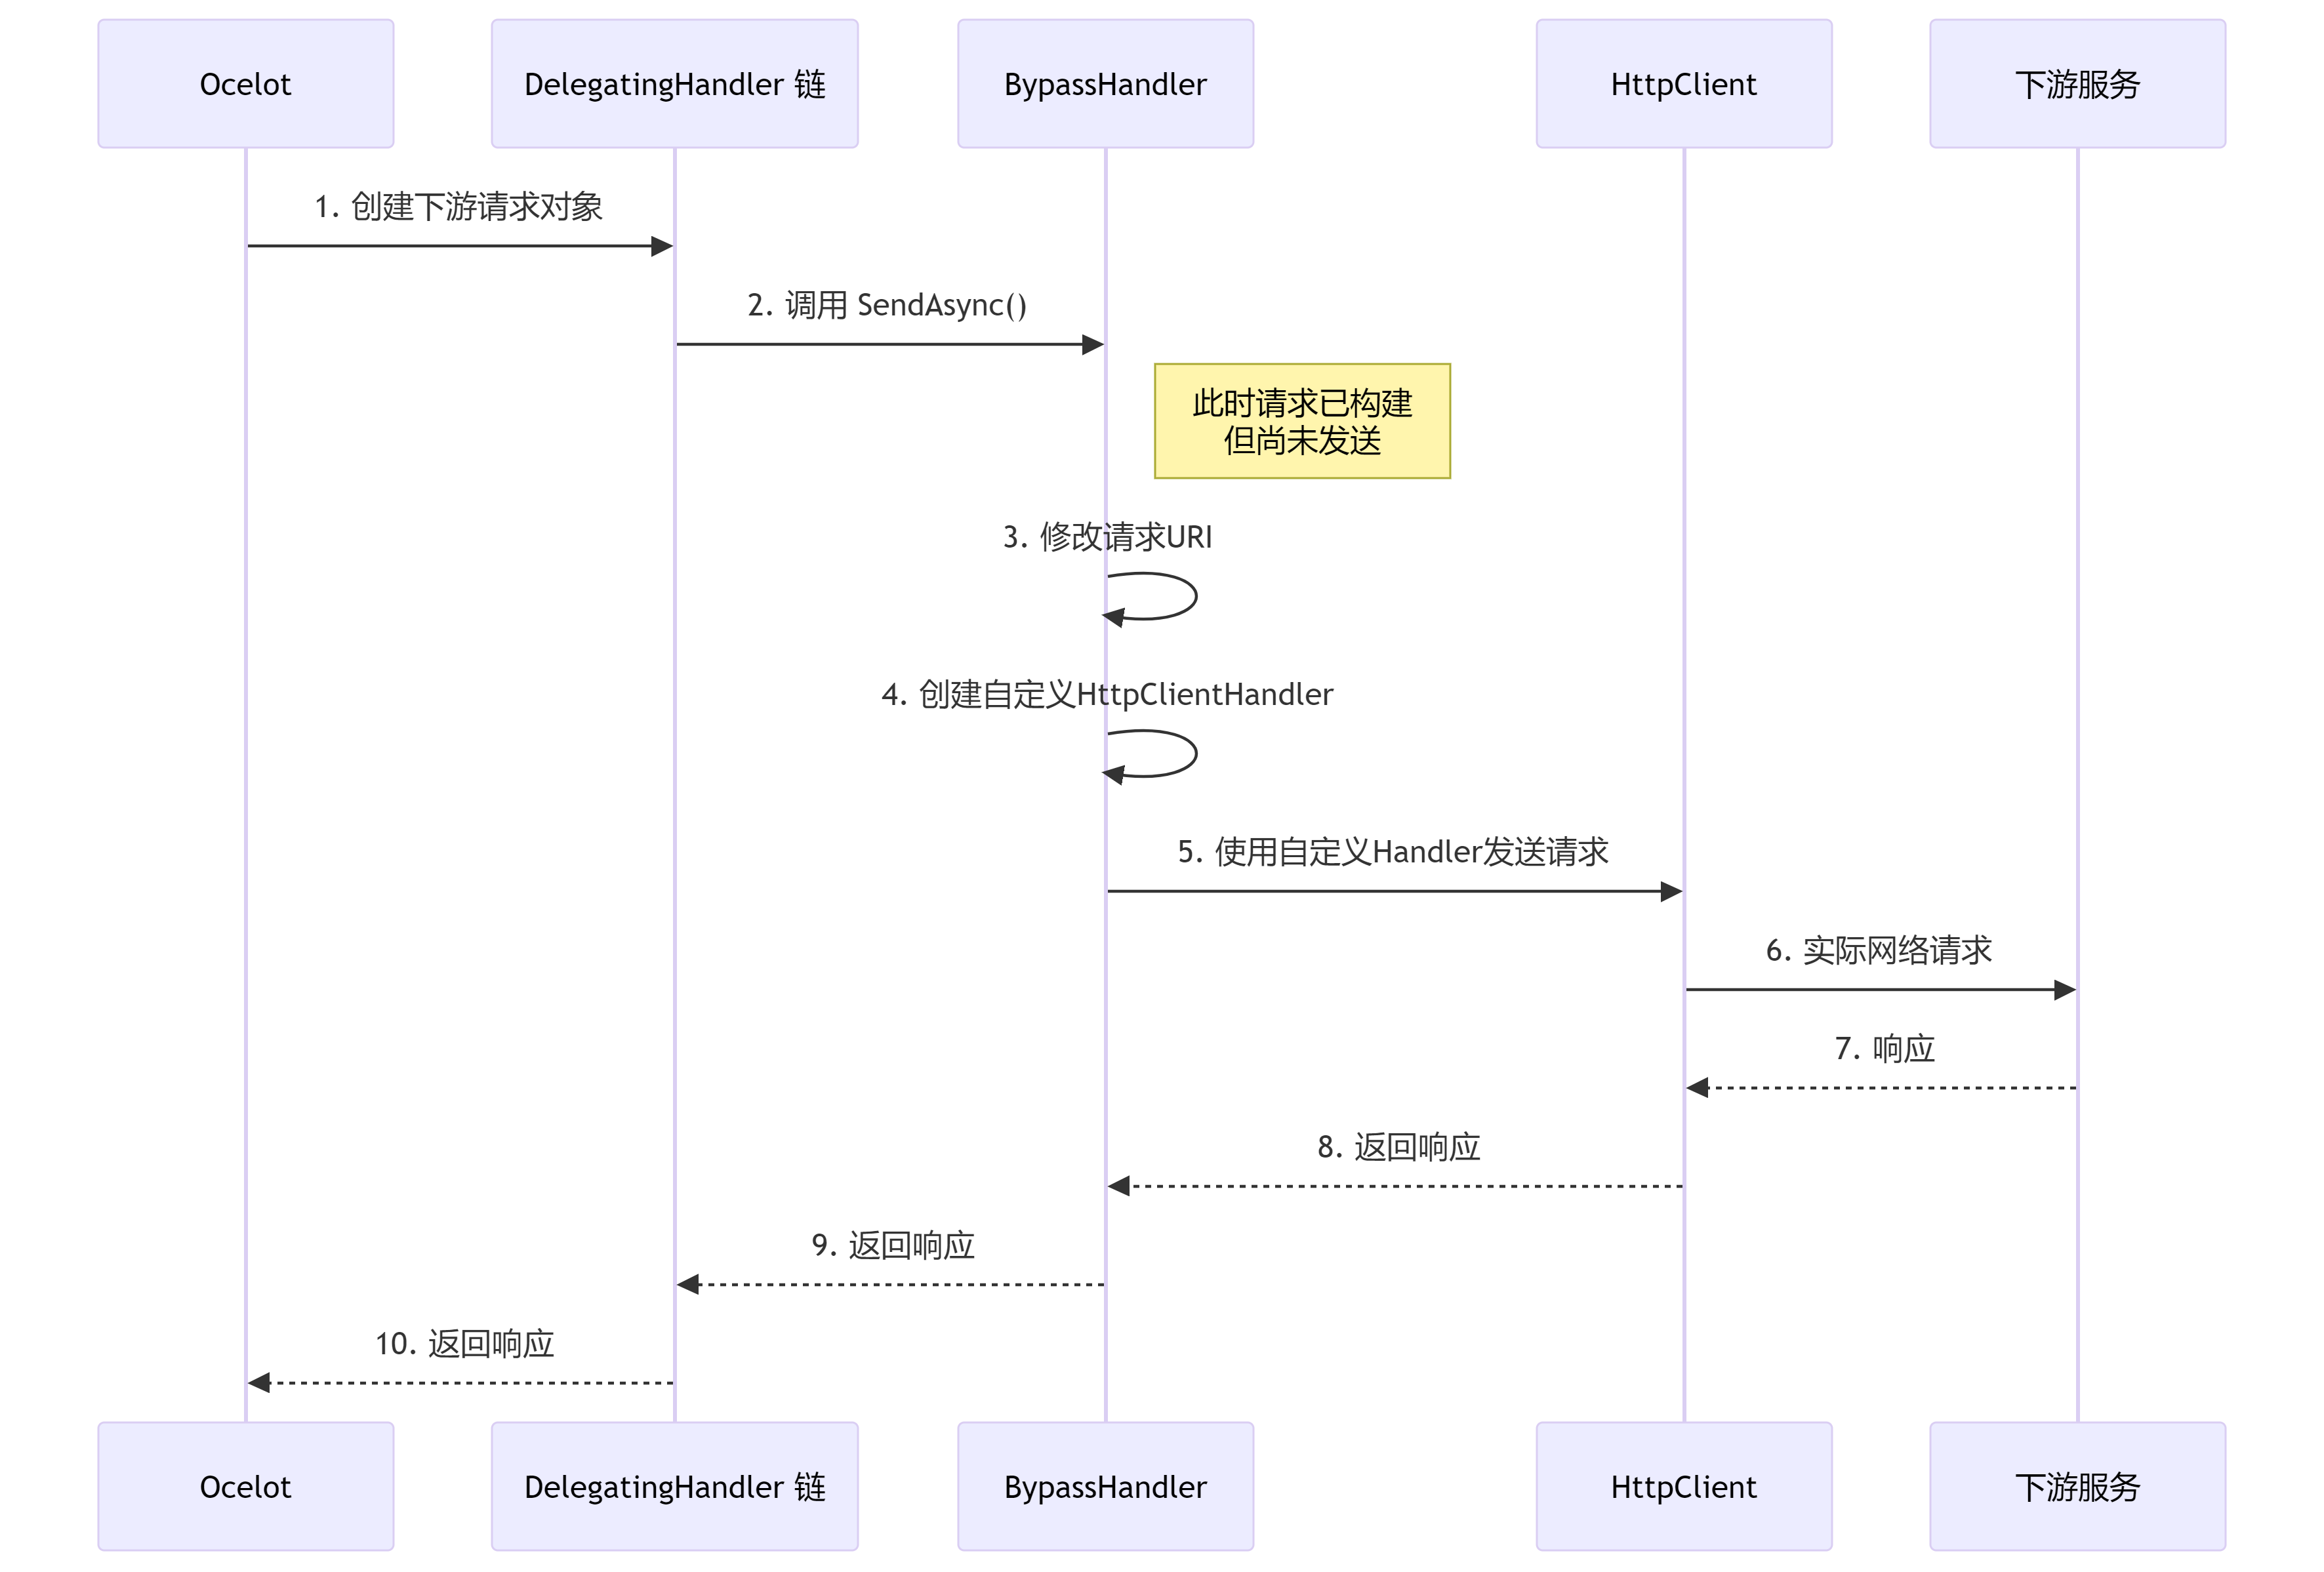 Ocelot
DelegatingHandler 链
BypassHandler
HttpClient
下游服务
1. 创建下游请求对象
2. 调用 SendAsync()
此时请求已构建
但尚未发送
3. 修改请求URI
4. 创建自定义HttpClientHandler
5. 使用自定义Handler发送请求
6. 实际网络请求
7. 响应
8. 返回响应
9. 返回响应
10. 返回响应
Ocelot
DelegatingHandler 链
BypassHandler
HttpClient
下游服务